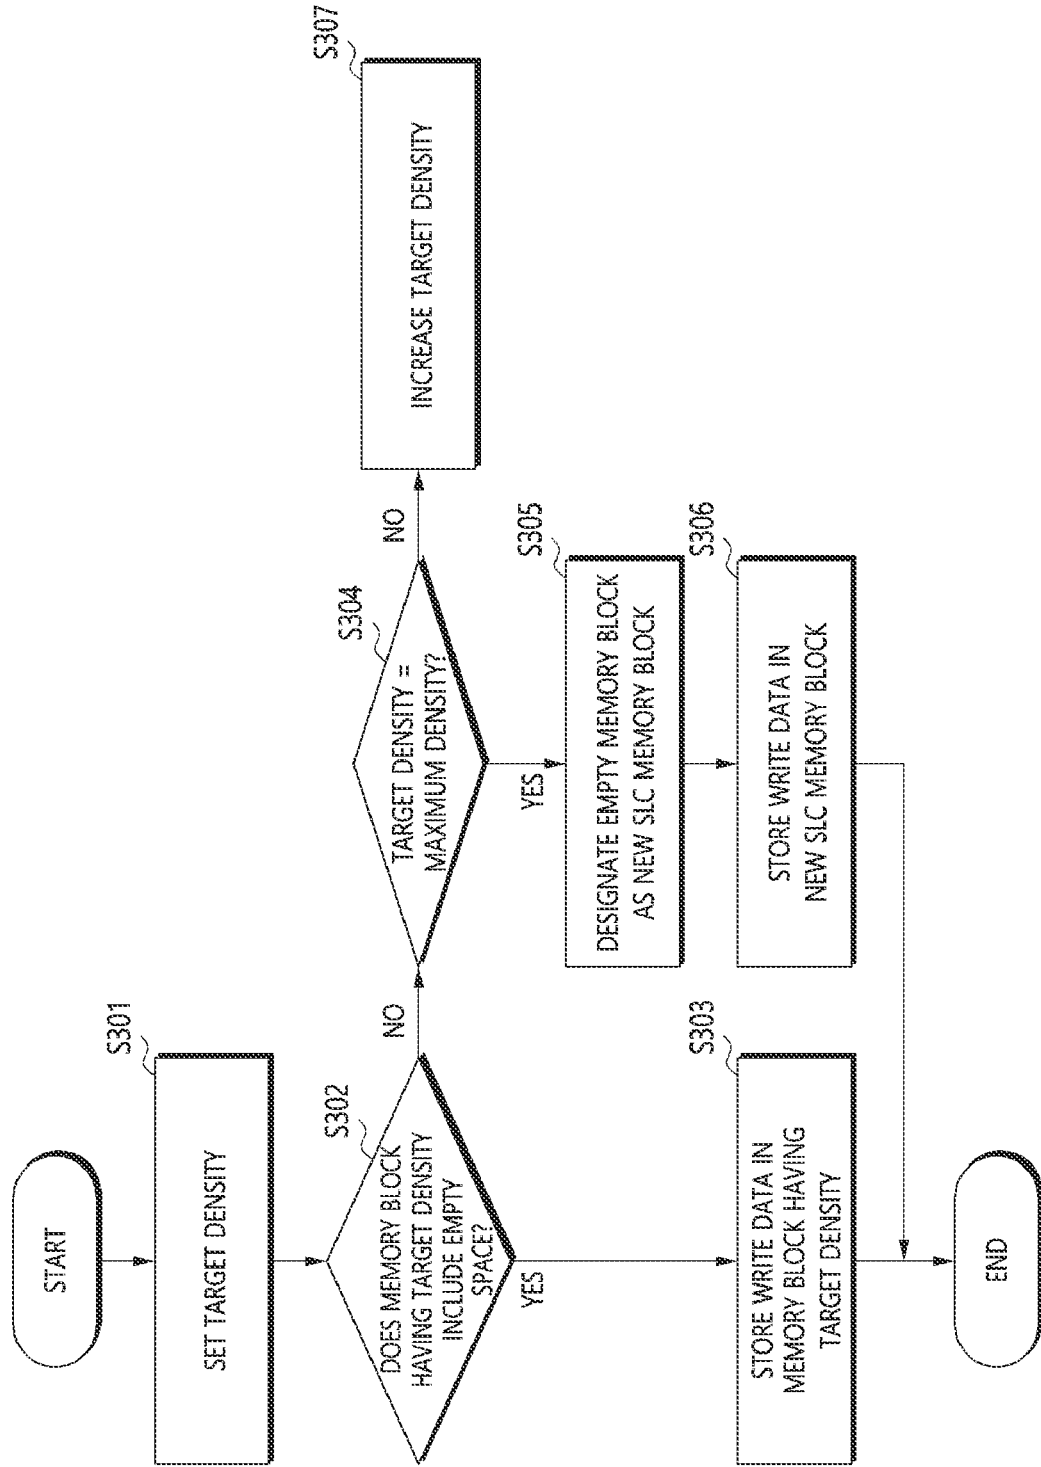 START
S301
SET TARGET DENSITY
S302
DOES MEMORY BLOCK
HAVING TARGET DENSITY
INCLUDE EMPTY
SPACE?
NO
YES
S304
TARGET DENSITY =
MAXIMUM DENSITY?
NO
YES
S307
INCREASE TARGET DENSITY
S305
DESIGNATE EMPTY MEMORY BLOCK
AS NEW SLC MEMORY BLOCK
S303
STORE WRITE DATA IN
MEMORY BLOCK HAVING
TARGET DENSITY
S306
STORE WRITE DATA IN
NEW SLC MEMORY BLOCK
END